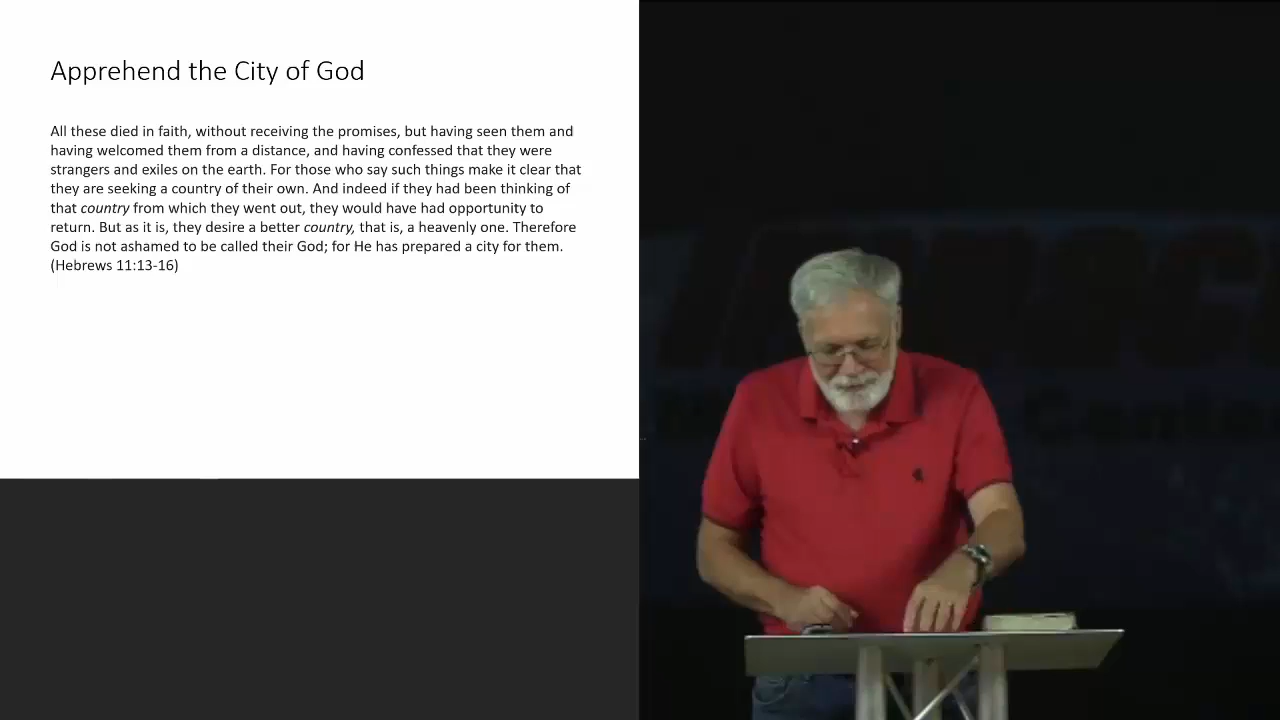 Apprehend the City of God
All these died in faith, without receiving the promises, but having seen them and
having welcomed them from a distance, and having confessed that they were
strangers and exiles on the earth. For those who say such things make it clear that
they are seeking a country of their own. And indeed if they had been thinking of
that country from which they went out, they would have had opportunity to
return. But as it is, they desire a better country, that is, a heavenly one. Therefore
God is not ashamed to be called their God; for He has prepared a city for them.
(Hebrews 11:13-16)